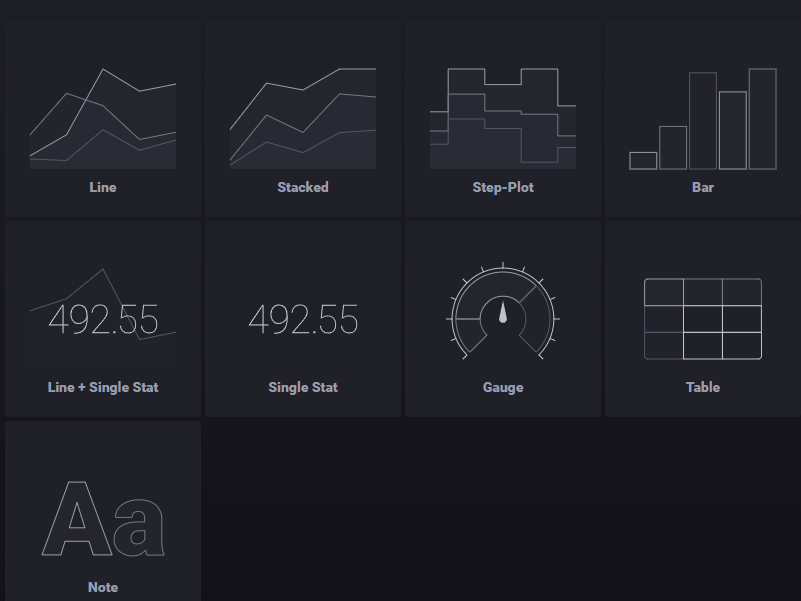 Line
Stacked
Step-Plot
Bar
492.55
Line + Single Stat
492.55
Single Stat
Gauge
Table
Aa
Note